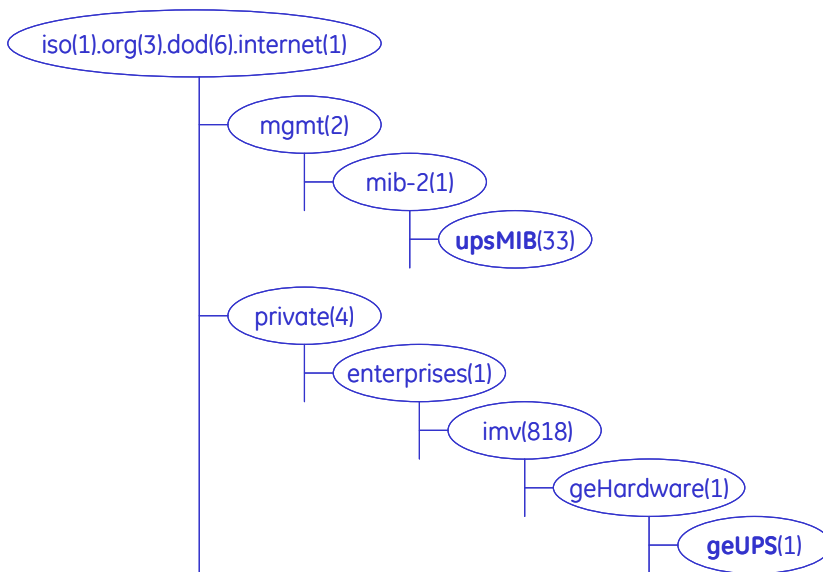 iso(1).org(3).dod(6).internet(1)
mgmt(2)
mib-2(1)
upsMIB(33)
private(4)
enterprises(1)
imv(818)
geHardware(1)
geUPS(1)